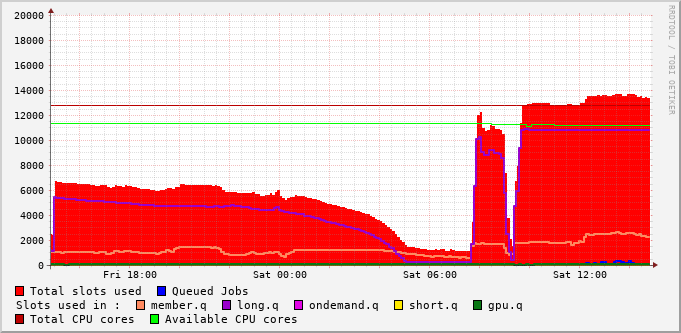 RRDTOOL / TOBI OETIKER
20000
18000
16000
14000
12000
10000
8000
6000
4000
2000
0
Fri 18:00 Sat 00:00 Sat 06:00 Sat 12:00
Total slots used Queued Jobs
Slots used in : member.q long.q ondemand.q short.q gpu.q
Total CPU cores Available CPU cores